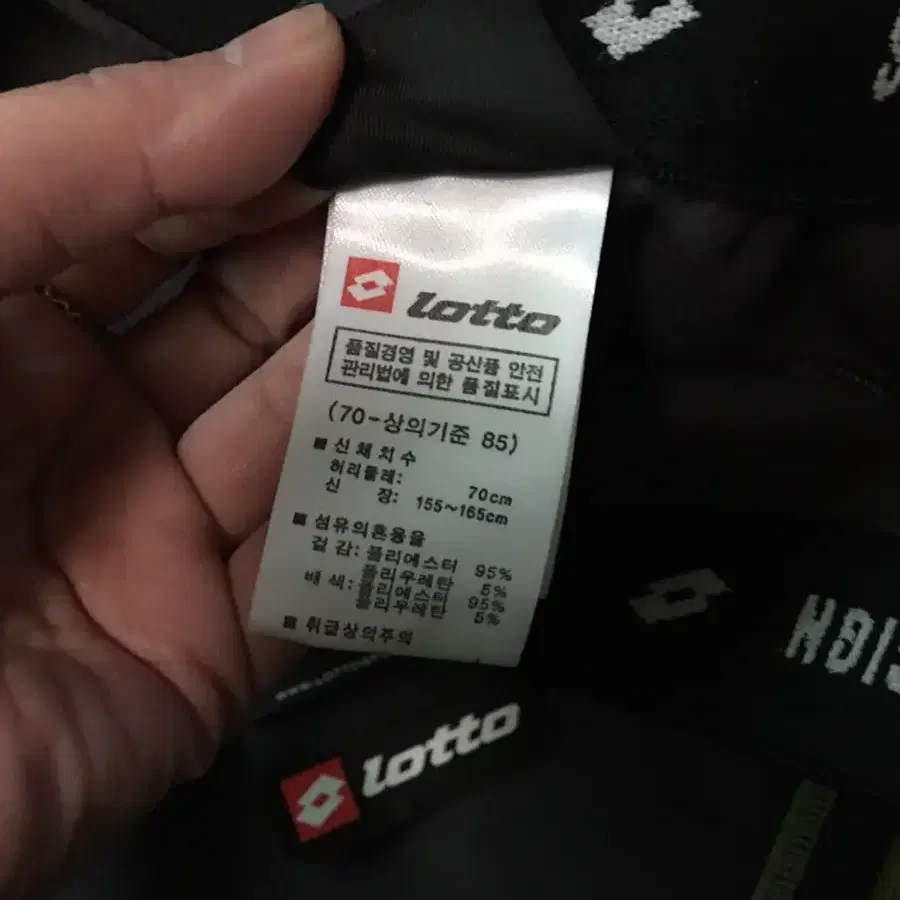 lotto
품질경영 및 공산품 안전
관리법에 의한 품질표시
(70-상의기준 85)
■ 신체치수
허리둘레: 70cm
신 장: 155~165cm
■ 섬유의혼용율
겉 감: 폴리에스터 95%
폴리우레탄 5%
배 색: 폴리에스터 95%
폴리우레탄 5%
■ 취급상의주의
lotto